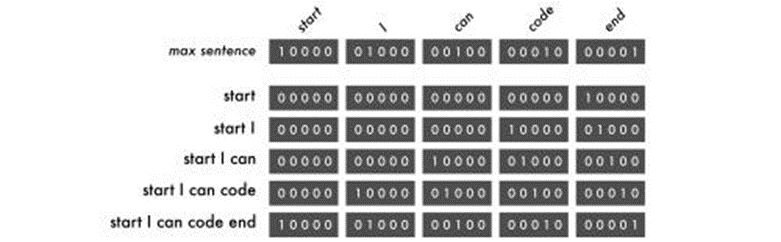 start I can code end
max sentence 10000 01000 00100 00010 00001
start 00000 00000 00000 00000 10000
start I 00000 00000 00000 10000 01000
start I can 00000 00000 10000 01000 00100
start I can code 00000 10000 01000 00100 00010
start I can code end 10000 01000 00100 00010 00001